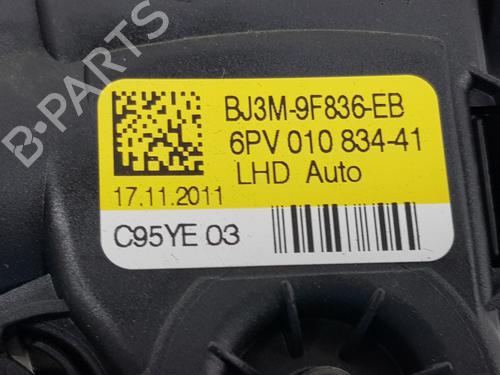 BJ3M-9F836-EB
6PV 010 834-41
LHD Auto
17.11.2011
C95YE 03
B-PARTS